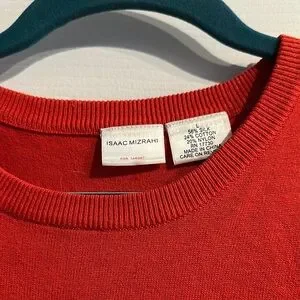 ISAAC MIZRAHI
FOR TARGET
L
56% SILK
24% COTTON
20% NYLON
RN 17730
MADE IN CHINA
CARE ON REVERSE